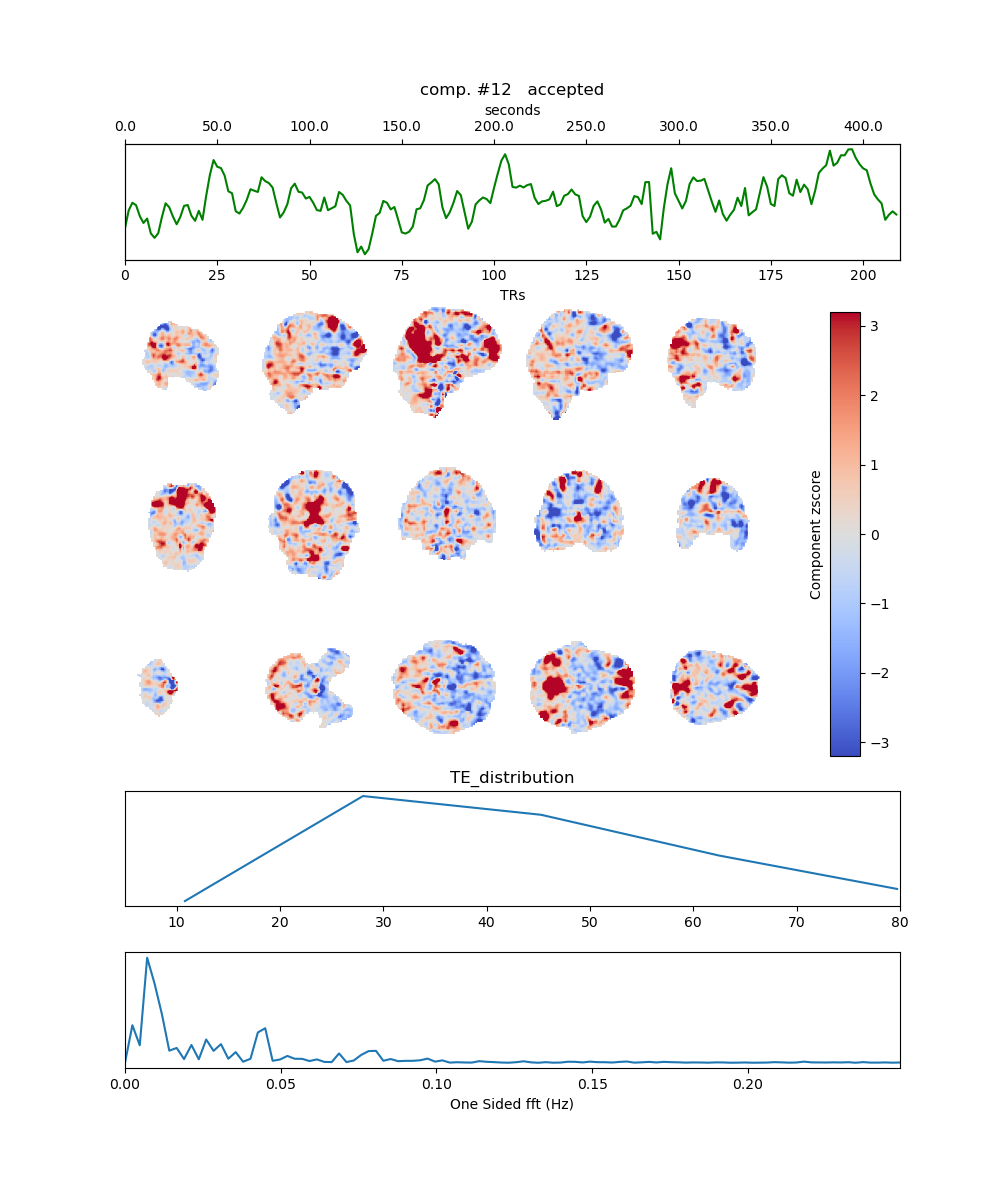 comp. #12   accepted
seconds
0.0 50.0 100.0 150.0 200.0 250.0 300.0 350.0 400.0
0 25 50 75 100 125 150 175 200
TRs
3
2
1
0
−1
−2
−3
Component zscore
TE_distribution
10 20 30 40 50 60 70 80
0.00 0.05 0.10 0.15 0.20
One Sided fft (Hz)